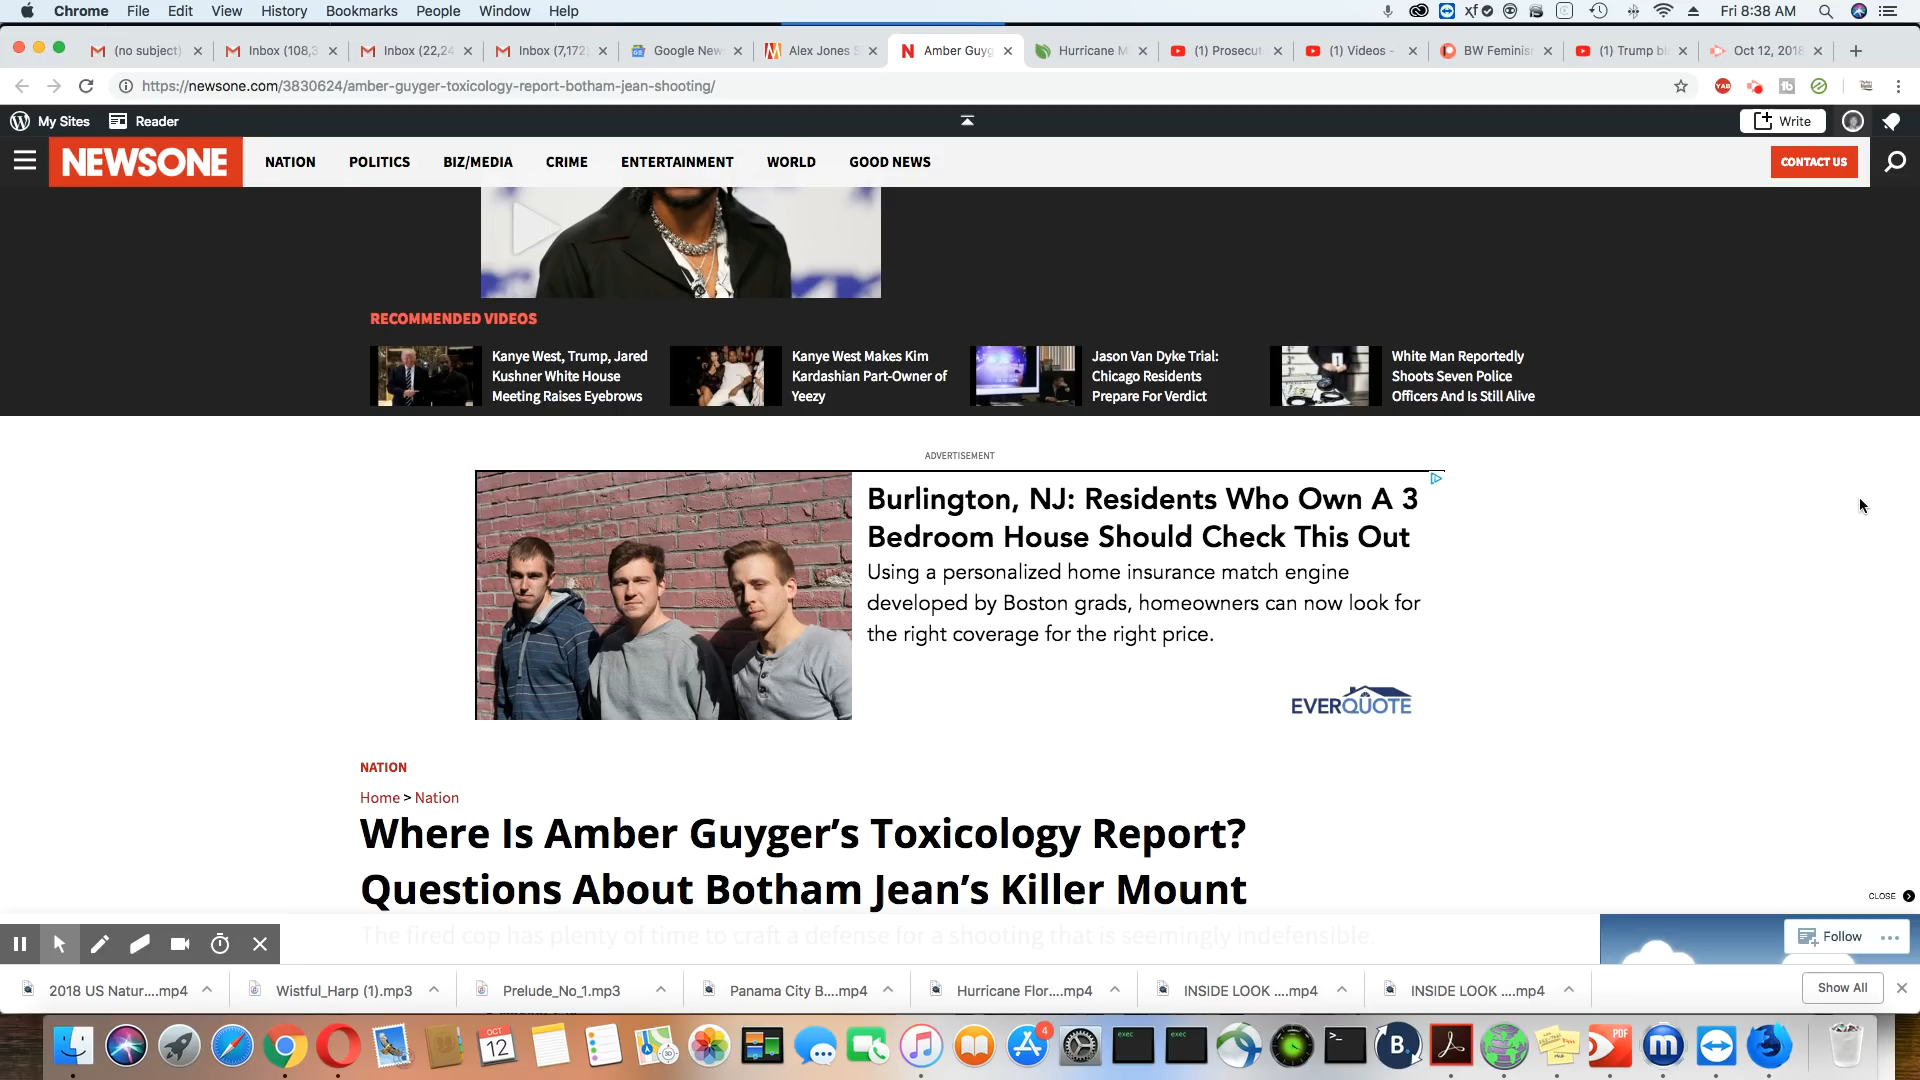 Chrome File Edit View History Bookmarks People Window Help
Fri 8:38 AM
(no subject)
Inbox (108,3
Inbox (22,24
Inbox (7,172
Google New
Alex Jones S
Amber Guyg
Hurricane M
(1) Prosecut
(1) Videos -
BW Feminis
(1) Trump bl
Oct 12, 2018
https://newsone.com/3830624/amber-guyger-toxicology-report-botham-jean-shooting/
My Sites Reader
Write
NEWSONE
NATION POLITICS BIZ/MEDIA CRIME ENTERTAINMENT WORLD GOOD NEWS
CONTACT US
RECOMMENDED VIDEOS
Kanye West, Trump, Jared
Kushner White House
Meeting Raises Eyebrows
Kanye West Makes Kim
Kardashian Part-Owner of
Yeezy
Jason Van Dyke Trial:
Chicago Residents
Prepare For Verdict
White Man Reportedly
Shoots Seven Police
Officers And Is Still Alive
ADVERTISEMENT
Burlington, NJ: Residents Who Own A 3
Bedroom House Should Check This Out
Using a personalized home insurance match engine
developed by Boston grads, homeowners can now look for
the right coverage for the right price.
EVERQUOTE
NATION
Home > Nation
Where Is Amber Guyger's Toxicology Report?
Questions About Botham Jean's Killer Mount
CLOSE
The fired cop has plenty of time to craft a defense for a shooting that is seemingly indefensible.
Follow
2018 US Natur....mp4
Wistful_Harp (1).mp3
Prelude_No_1.mp3
Panama City B....mp4
Hurricane Flor....mp4
INSIDE LOOK ....mp4
INSIDE LOOK ....mp4
Show All
OCT
12
4
exec
exec
B.
PDF